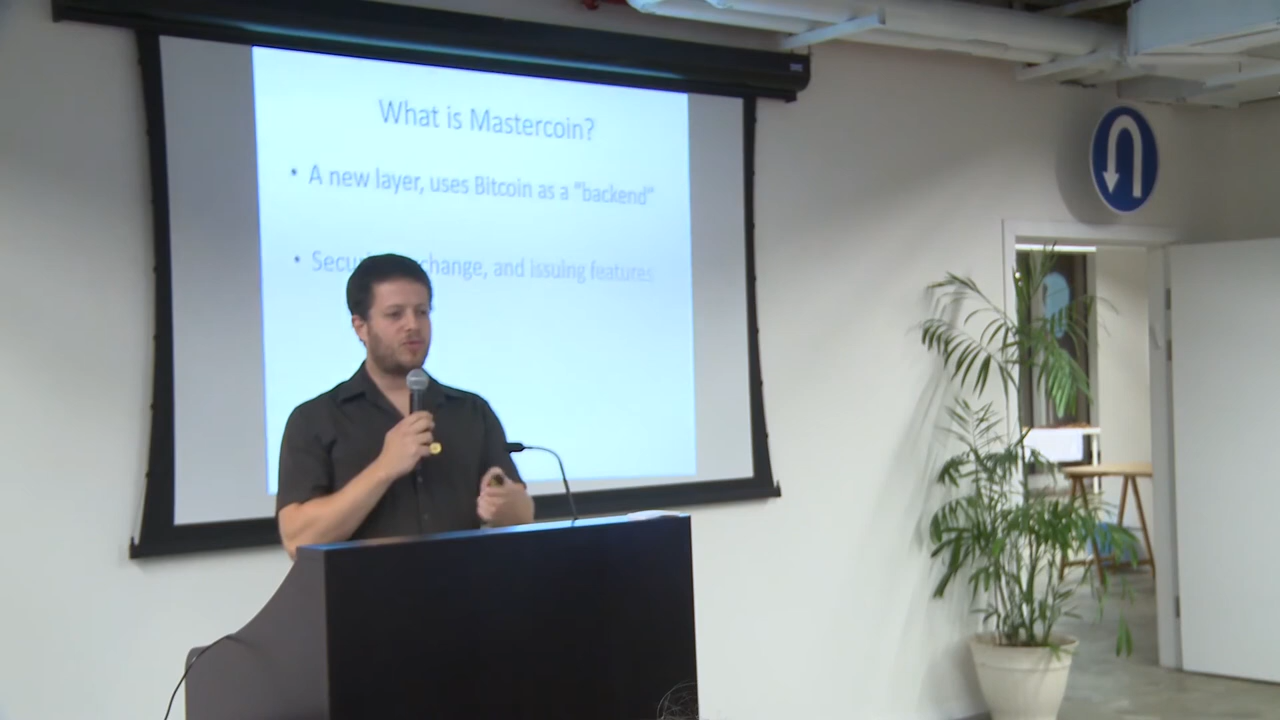 What is Mastercoin?
• A new layer, uses Bitcoin as a "backend"
• change, and issuing features